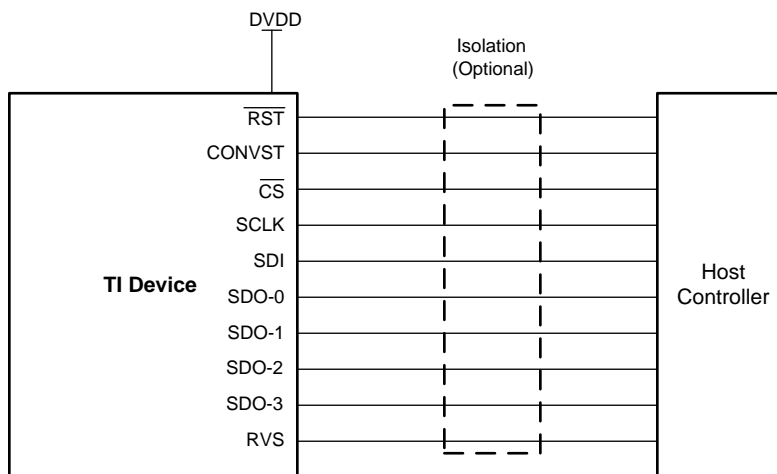 DVDD
Isolation
(Optional)
RST
CONVST
CS
SCLK
SDI
TI Device
SDO-0
SDO-1
SDO-2
SDO-3
RVS
Host
Controller